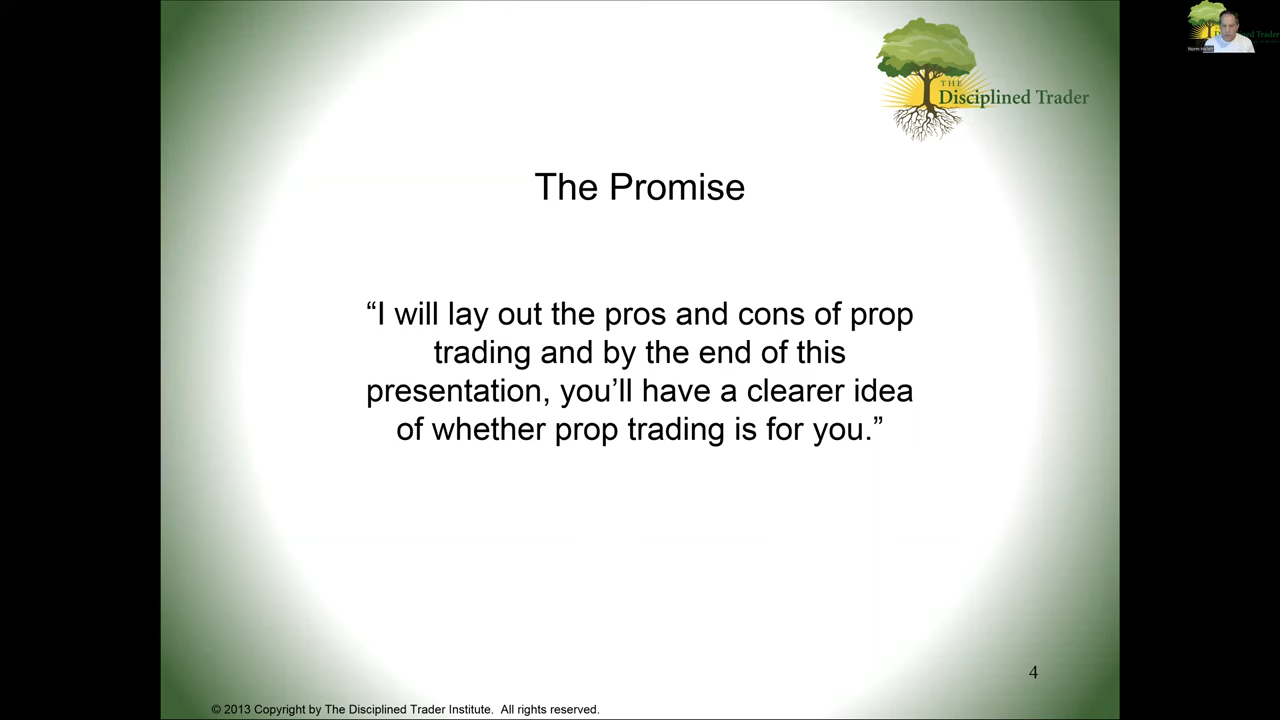 THE
Disciplined Trader
The Promise
“I will lay out the pros and cons of prop
trading and by the end of this
presentation, you’ll have a clearer idea
of whether prop trading is for you.”
4
© 2013 Copyright by The Disciplined Trader Institute.  All rights reserved.